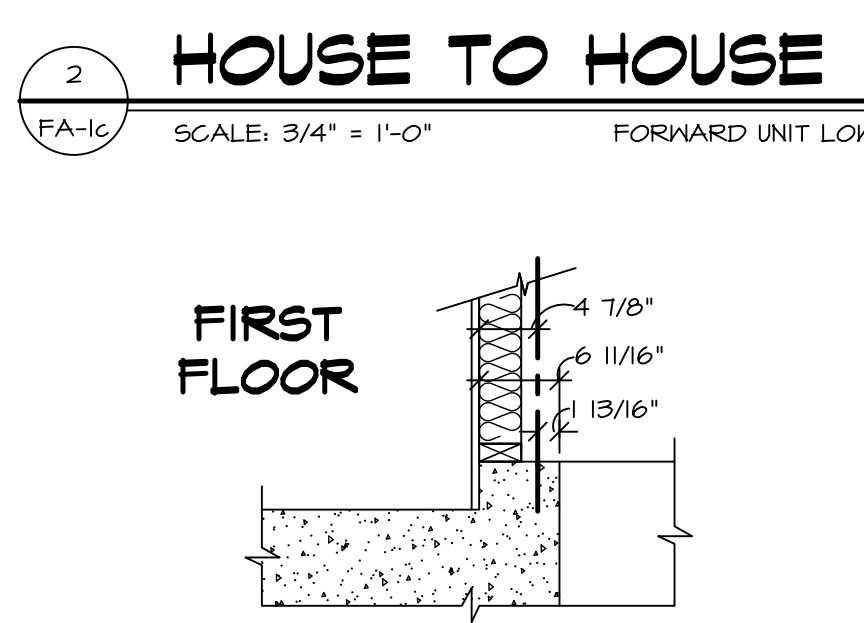 2
FA-1c
HOUSE TO HOUSE
SCALE: 3/4" = 1'-0"
FORWARD UNIT
FIRST
FLOOR
4 7/8"
6 11/16"
1 13/16"